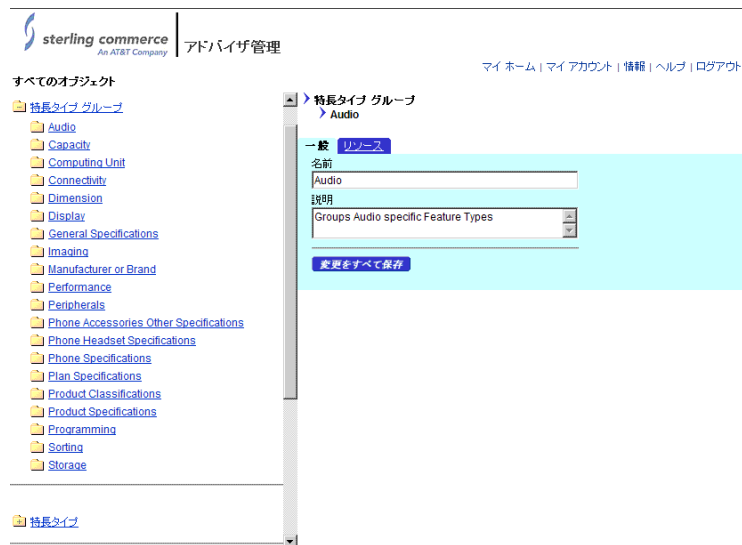 sterling commerce
An AT&T Company
アドバイザ管理
マイ ホーム | マイ アカウント | 情報 | ヘルプ | ログアウト
すべてのオブジェクト
特長タイプ グループ
Audio
Capacity
Computing Unit
Connectivity
Dimension
Display
General Specifications
Imaging
Manufacturer or Brand
Performance
Peripherals
Phone Accessories Other Specifications
Phone Headset Specifications
Phone Specifications
Plan Specifications
Product Classifications
Product Specifications
Programming
Sorting
Storage
特長タイプ
特長タイプ グループ
Audio
一般 リソース
名前
Audio
説明
Groups Audio specific Feature Types
変更をすべて保存